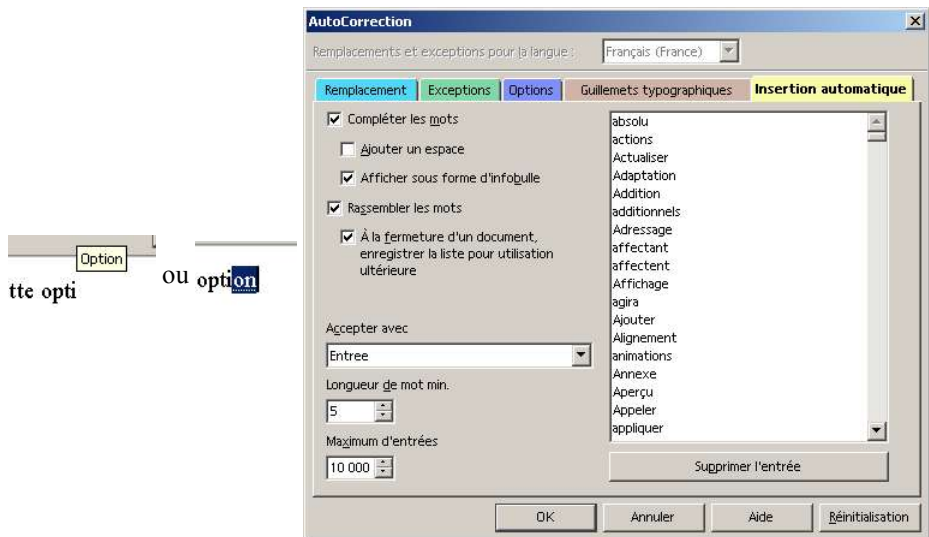 AutoCorrection
Remplacements et exceptions pour la langue :
Français (France)
Remplacement
Exceptions
Options
Guillemets typographiques
Insertion automatique
Compléter les mots
Ajouter un espace
Afficher sous forme d'infobulle
Rassembler les mots
À la fermeture d'un document,
enregistrer la liste pour utilisation
ultérieure
Accepter avec
Entree
Longueur de mot min.
5
Maximum d'entrées
10 000
absolu
actions
Actualiser
Adaptation
Addition
additionnels
Adressage
affectant
affectent
Affichage
agira
Ajouter
Alignement
animations
Annexe
Aperçu
Appeler
appliquer
Supprimer l'entrée
OK
Annuler
Aide
Réinitialisation
Option
tte opti
ou
option